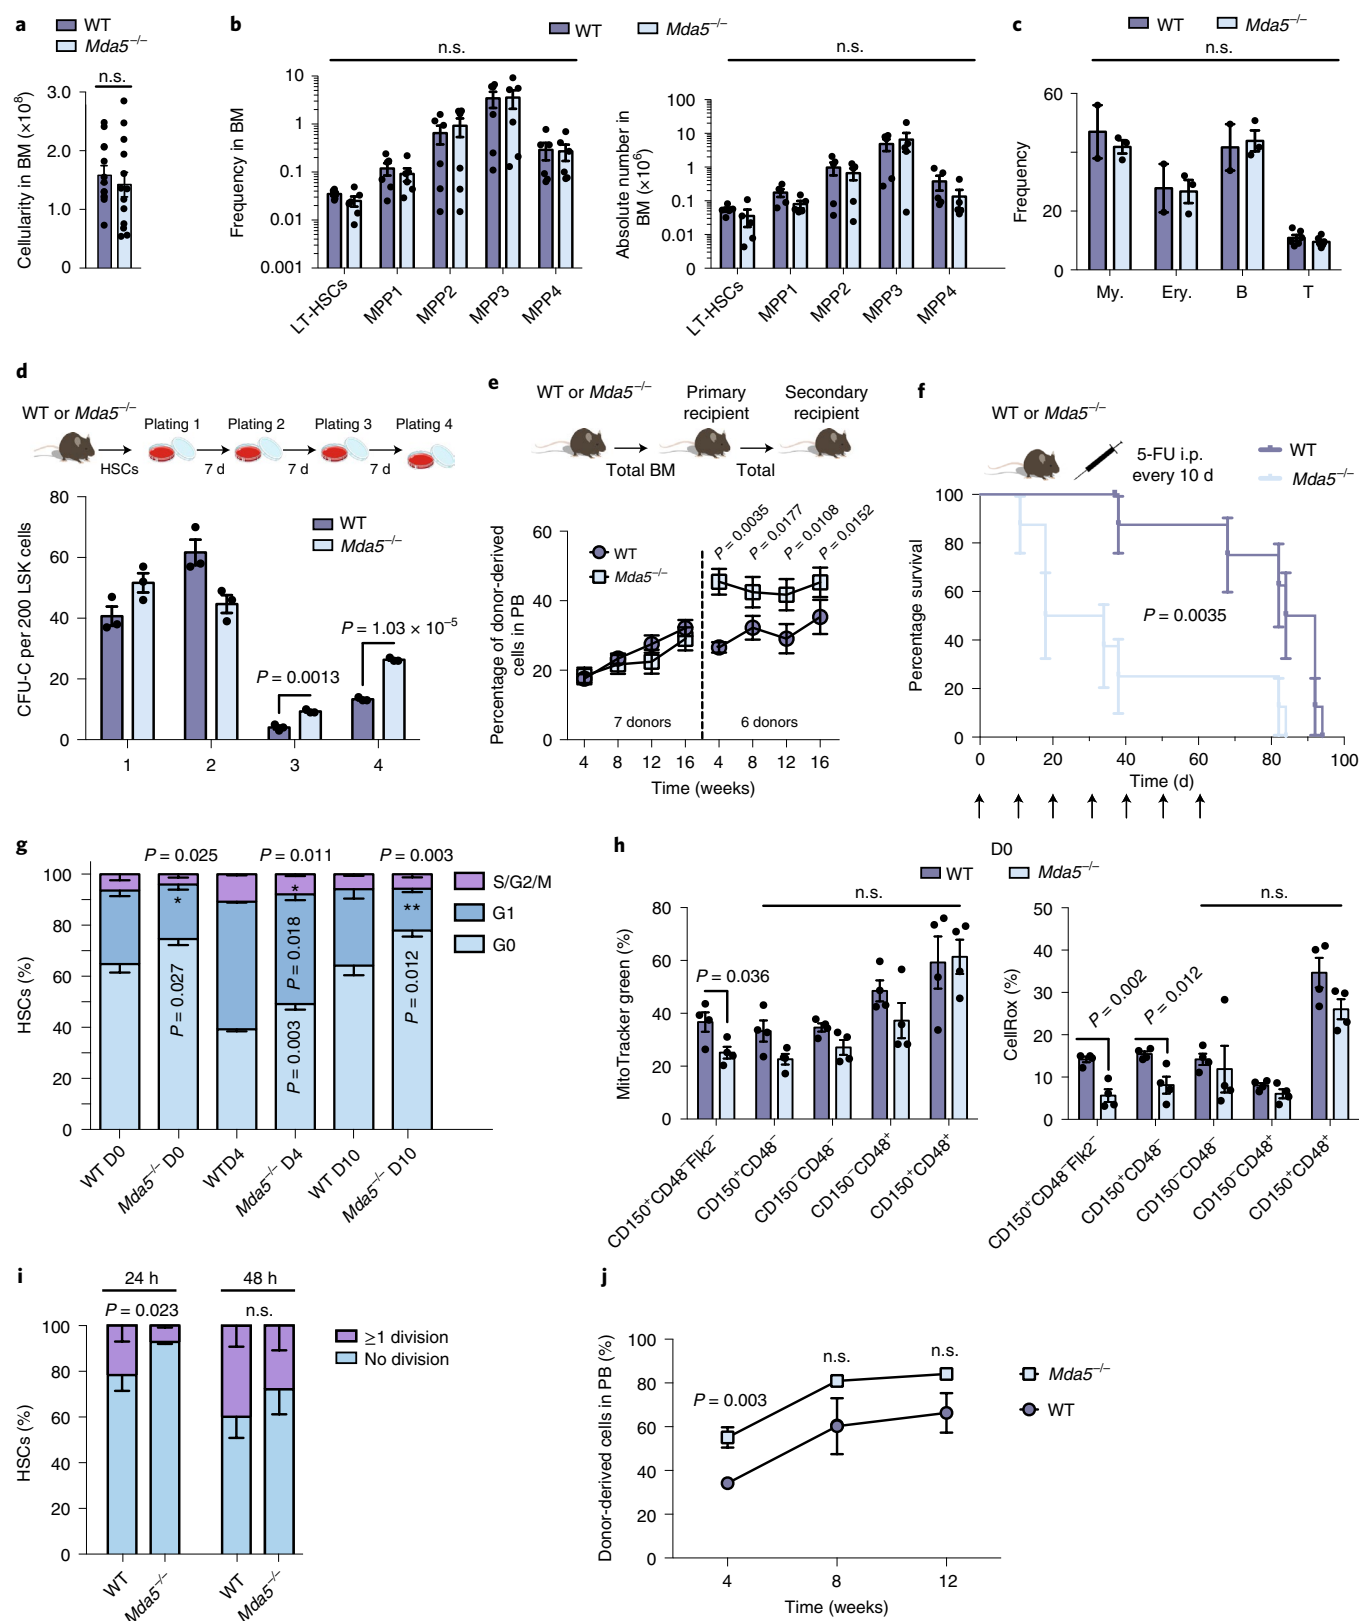 a
WT
Mda5–/–
n.s.
Cellularity in BM (×10⁸)
3.0
2.0
1.0
0
b
WT
Mda5–/–
n.s.
Frequency in BM
10
1
0.1
0.01
0.001
LT-HSCs
MPP1
MPP2
MPP3
MPP4
n.s.
Absolute number in
BM (×10⁶)
100
10
1
0.1
0.01
0
LT-HSCs
MPP1
MPP2
MPP3
MPP4
c
WT
Mda5–/–
n.s.
Frequency
60
20
0
My.
Ery.
B
T
d
WT or Mda5–/–
Plating 1
Plating 2
Plating 3
Plating 4
HSCs
7 d
7 d
7 d
CFU-C per 200 LSK cells
80
60
40
20
0
WT
Mda5–/–
P = 1.03 × 10⁻⁵
P = 0.0013
1
2
3
4
e
WT or Mda5–/–
Primary
recipient
Secondary
recipient
Total BM
Total
Percentage of donor-derived
cells in PB
60
40
20
0
WT
Mda5–/–
P = 0.0035
P = 0.0177
P = 0.0108
P = 0.0152
7 donors
6 donors
4
8
12
16
4
8
12
16
Time (weeks)
f
WT or Mda5–/–
5-FU i.p.
every 10 d
WT
Mda5–/–
Percentage survival
100
80
60
40
20
0
P = 0.0035
0
20
40
60
80
100
Time (d)
g
P = 0.025
P = 0.011
P = 0.003
HSCs (%)
100
80
60
40
20
0
*
P = 0.027
*
P = 0.018
P = 0.003
**
P = 0.012
S/G2/M
G1
G0
WT D0
Mda5–/– D0
WTD4
Mda5–/– D4
WT D10
Mda5–/– D10
h
D0
WT
Mda5–/–
n.s.
P = 0.036
MitoTracker green (%)
80
60
40
20
0
CD150⁺CD48⁻Flk2⁻
CD150⁺CD48⁻
CD150⁻CD48⁻
CD150⁻CD48⁺
CD150⁺CD48⁺
n.s.
P = 0.002
P = 0.012
CellRox (%)
50
40
30
20
10
0
CD150⁺CD48⁻Flk2⁻
CD150⁺CD48⁻
CD150⁻CD48⁻
CD150⁻CD48⁺
CD150⁺CD48⁺
i
24 h
48 h
P = 0.023
n.s.
HSCs (%)
100
80
60
40
20
0
≥1 division
No division
WT
Mda5–/–
WT
Mda5–/–
j
Donor-derived cells in PB (%)
100
80
60
40
20
0
P = 0.003
n.s.
n.s.
Mda5–/–
WT
4
8
12
Time (weeks)